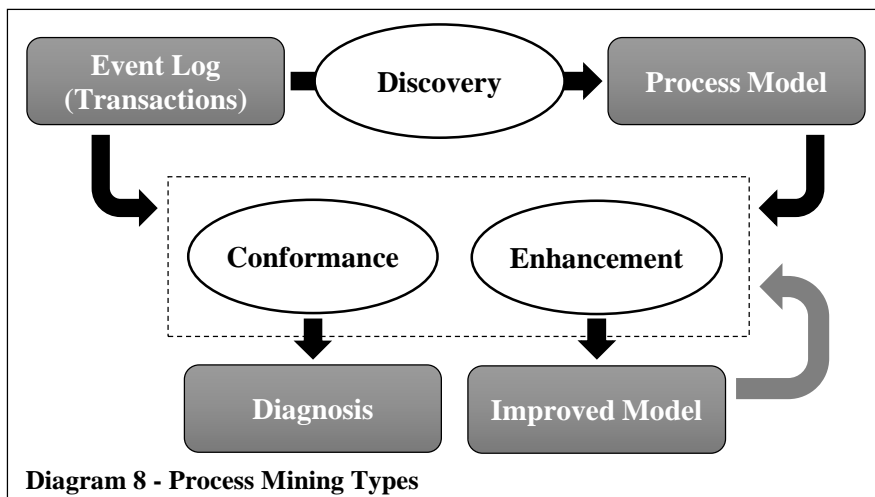 Event Log
(Transactions)
Discovery
Process Model
Conformance
Enhancement
Diagnosis
Improved Model
Diagram 8 - Process Mining Types